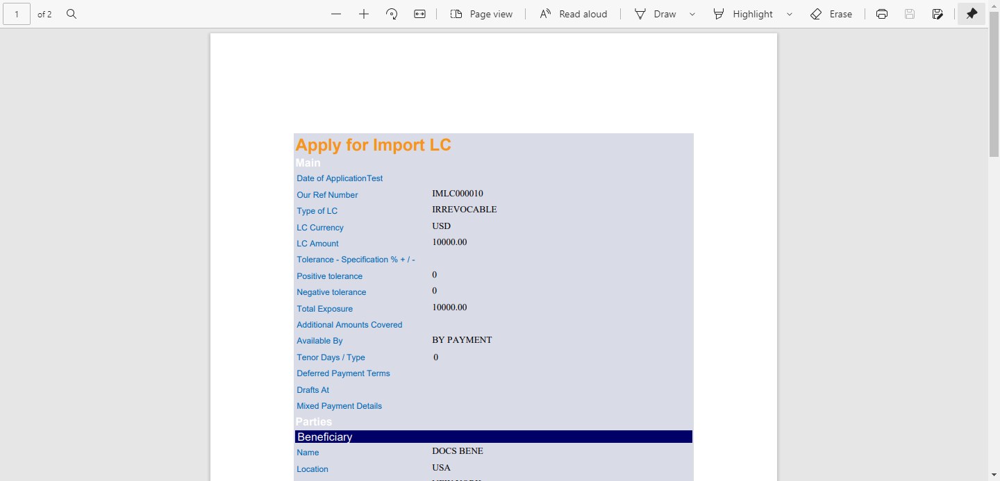 1 of 2 Page view Read aloud Draw Highlight Erase
Apply for Import LC
Main
Date of ApplicationTest
Our Ref Number IMLC000010
Type of LC IRREVOCABLE
LC Currency USD
LC Amount 10000.00
Tolerance - Specification % + / -
Positive tolerance 0
Negative tolerance 0
Total Exposure 10000.00
Additional Amounts Covered
Available By BY PAYMENT
Tenor Days / Type 0
Deferred Payment Terms
Drafts At
Mixed Payment Details
Parties
Beneficiary
Name DOCS BENE
Location USA